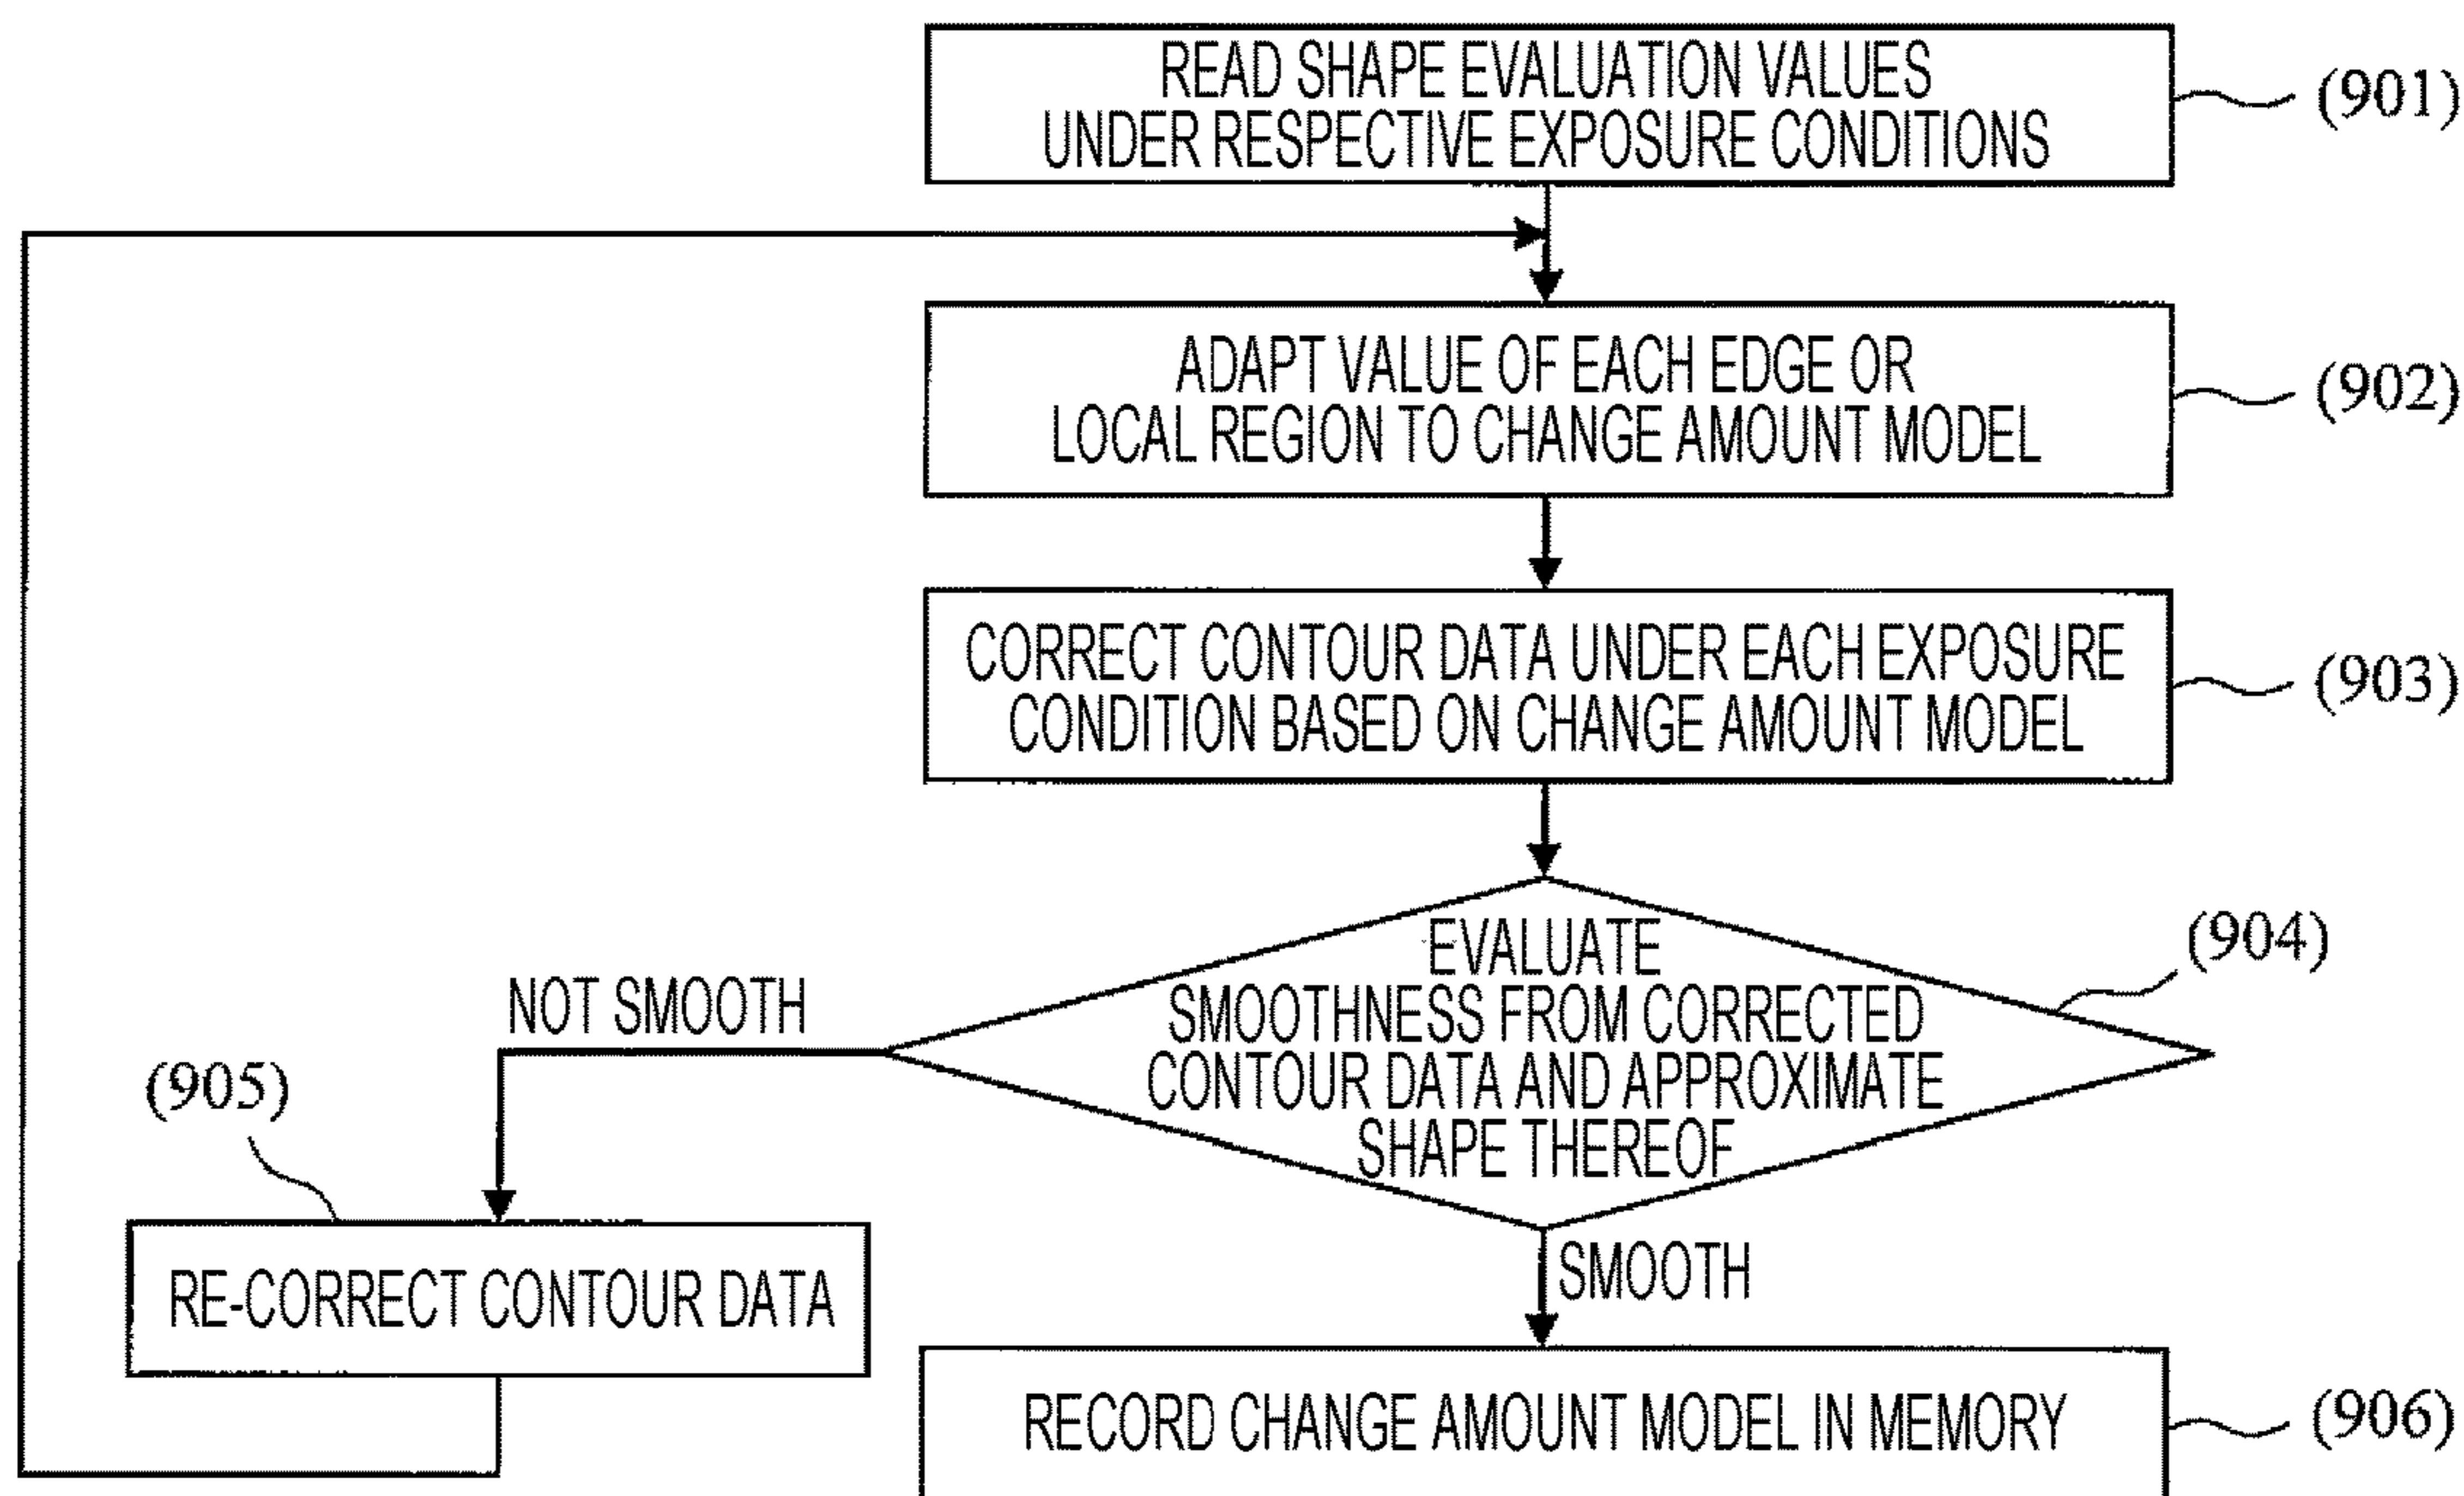 READ SHAPE EVALUATION VALUES
UNDER RESPECTIVE EXPOSURE CONDITIONS
(901)
ADAPT VALUE OF EACH EDGE OR
LOCAL REGION TO CHANGE AMOUNT MODEL
(902)
CORRECT CONTOUR DATA UNDER EACH EXPOSURE
CONDITION BASED ON CHANGE AMOUNT MODEL
(903)
EVALUATE
SMOOTHNESS FROM CORRECTED
CONTOUR DATA AND APPROXIMATE
SHAPE THEREOF
(904)
NOT SMOOTH
(905)
RE-CORRECT CONTOUR DATA
SMOOTH
RECORD CHANGE AMOUNT MODEL IN MEMORY
(906)